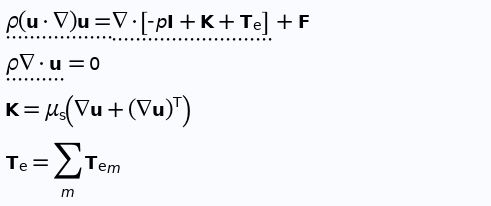 ρ(u · ∇)u = ∇ · [-pI + K + Te] + F
ρ∇ · u = 0
K = μs(∇u + (∇u)ᵀ)
Te = ∑m Tem